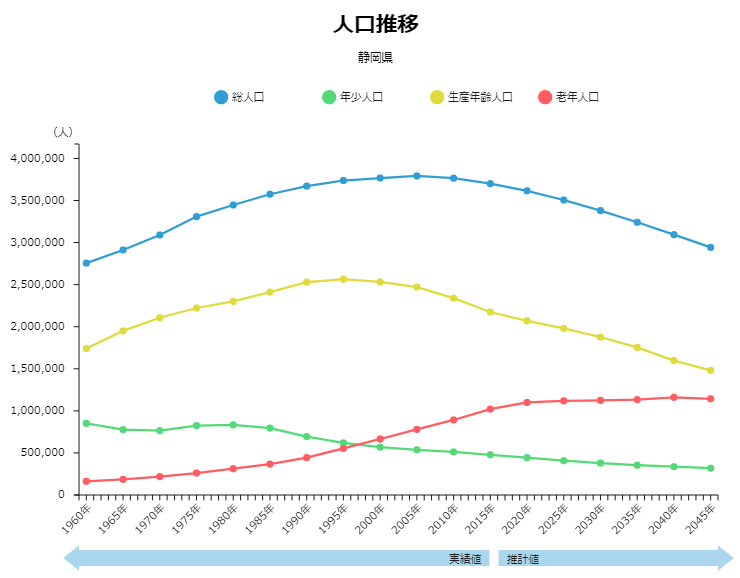 人口推移
静岡県
総人口 年少人口 生産年齢人口 老年人口
(人)
4,000,000
3,500,000
3,000,000
2,500,000
2,000,000
1,500,000
1,000,000
500,000
0
1960年 1965年 1970年 1975年 1980年 1985年 1990年 1995年 2000年 2005年 2010年 2015年 2020年 2025年 2030年 2035年 2040年 2045年
実績値 推計値